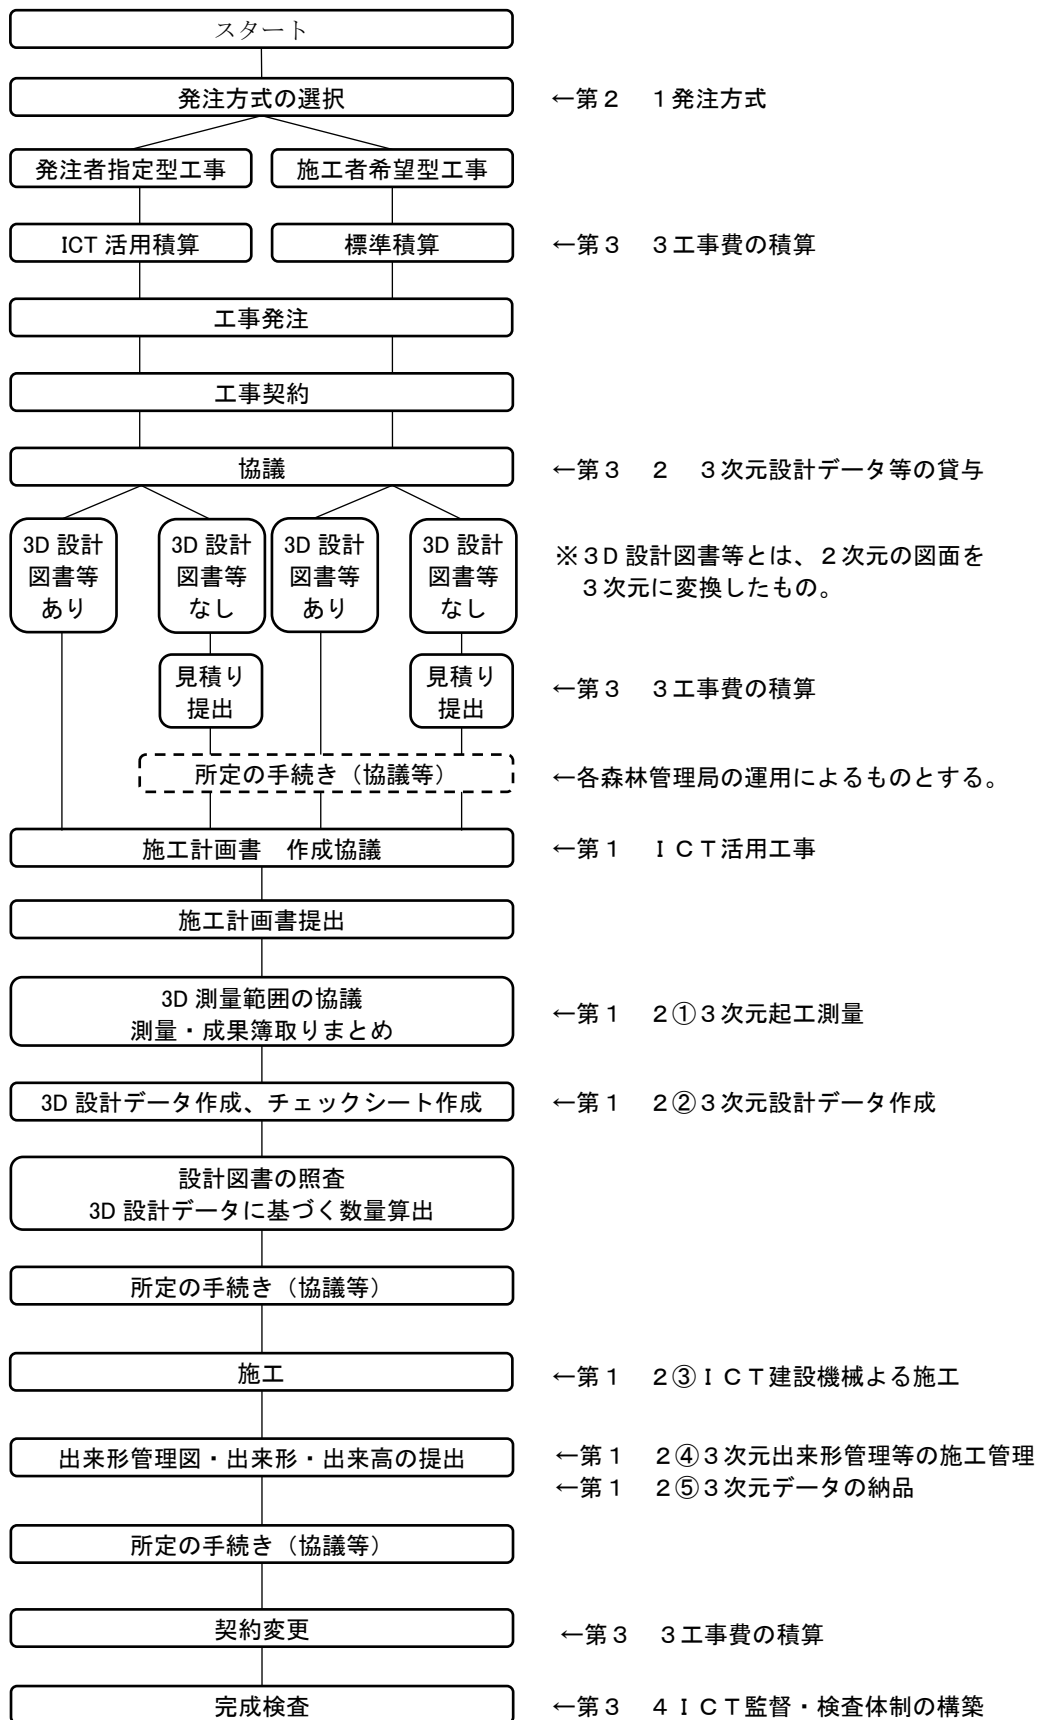 スタート
発注方式の選択
←第２　１発注方式
発注者指定型工事
施工者希望型工事
ICT 活用積算
標準積算
←第３　３工事費の積算
工事発注
工事契約
協議
←第３　２　３次元設計データ等の貸与
3D 設計
図書等
あり
3D 設計
図書等
なし
3D 設計
図書等
あり
3D 設計
図書等
なし
※３D 設計図書等とは、２次元の図面を
３次元に変換したもの。
見積り
提出
見積り
提出
←第３　３工事費の積算
所定の手続き（協議等）
←各森林管理局の運用によるものとする。
施工計画書　作成協議
←第１　ＩＣＴ活用工事
施工計画書提出
3D 測量範囲の協議
測量・成果簿取りまとめ
←第１　２①３次元起工測量
3D 設計データ作成、チェックシート作成
←第１　２②３次元設計データ作成
設計図書の照査
3D 設計データに基づく数量算出
所定の手続き（協議等）
施工
←第１　２③ＩＣＴ建設機械よる施工
出来形管理図・出来形・出来高の提出
←第１　２④３次元出来形管理等の施工管理
←第１　２⑤３次元データの納品
所定の手続き（協議等）
契約変更
←第３　３工事費の積算
完成検査
←第３　４ＩＣＴ監督・検査体制の構築